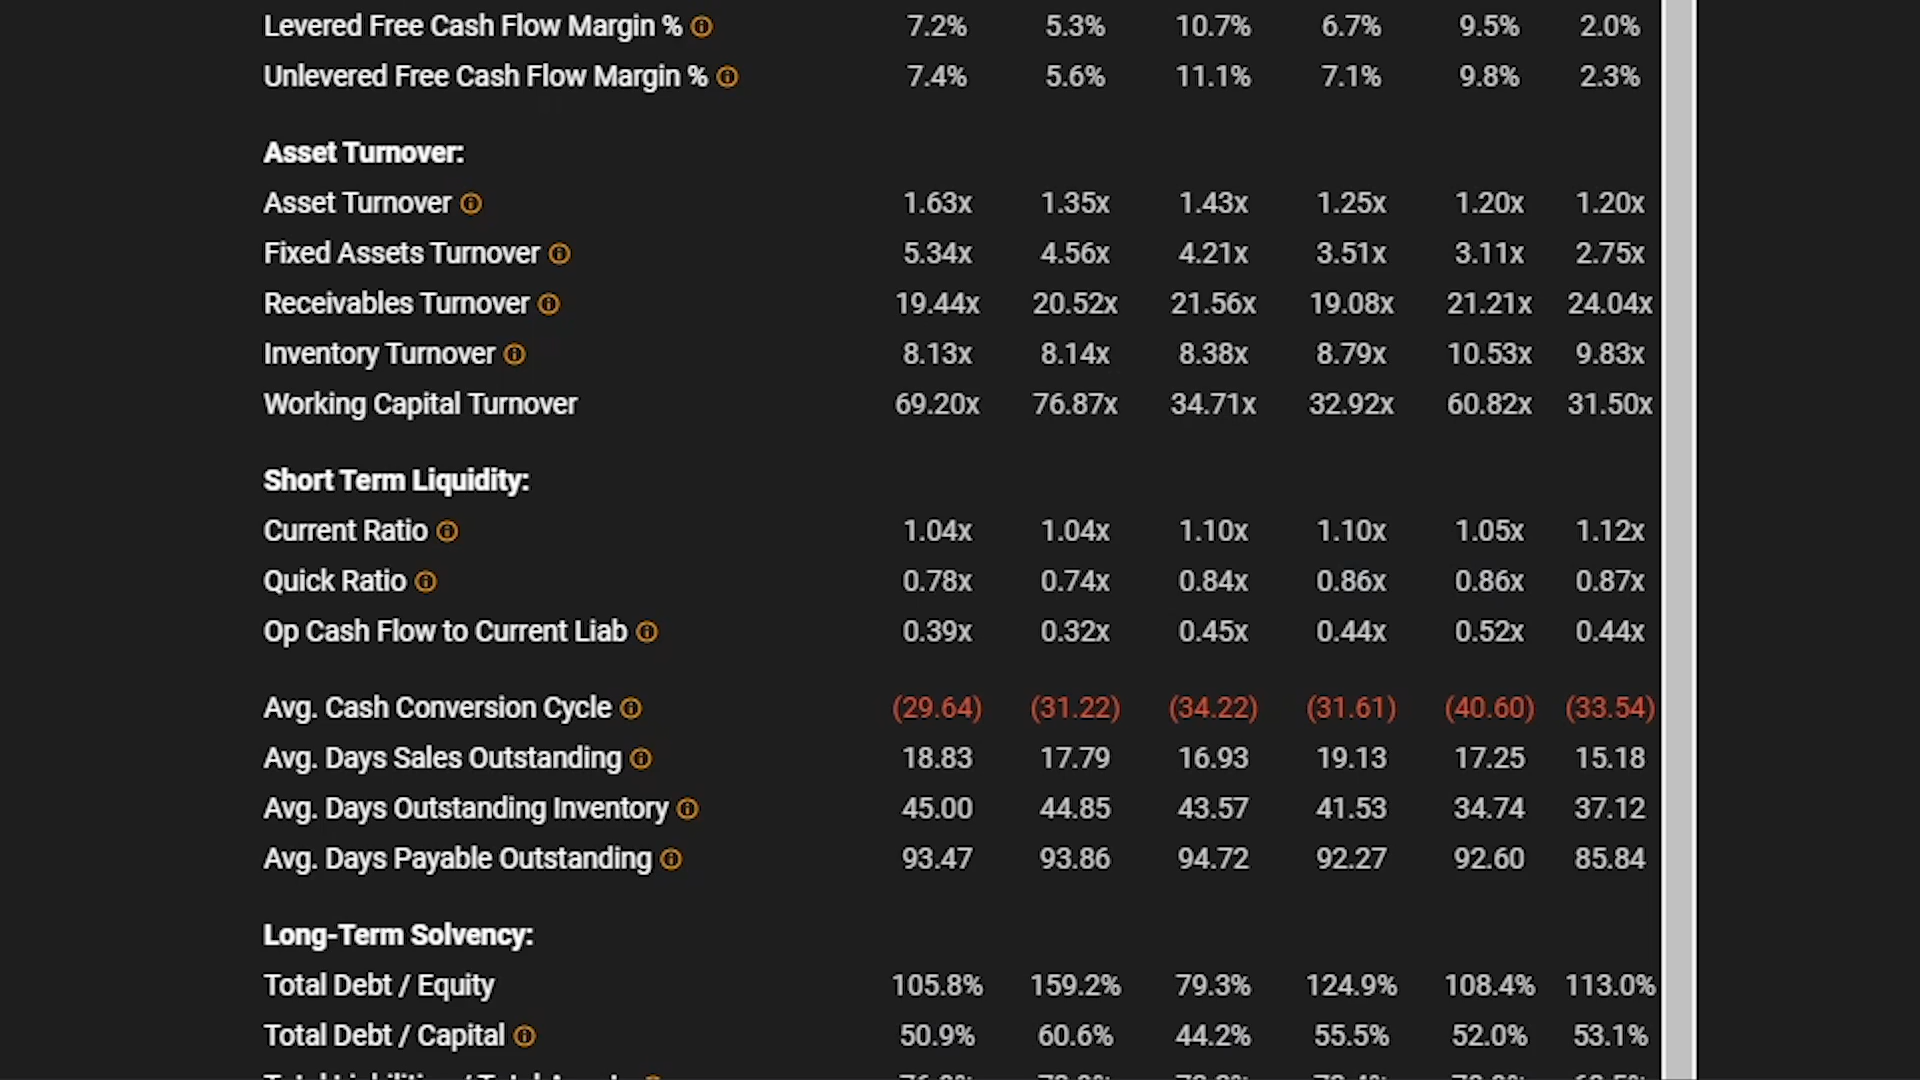 Levered Free Cash Flow Margin % 7.2% 5.3% 10.7% 6.7% 9.5% 2.0%
Unlevered Free Cash Flow Margin % 7.4% 5.6% 11.1% 7.1% 9.8% 2.3%
Asset Turnover:
Asset Turnover 1.63x 1.35x 1.43x 1.25x 1.20x 1.20x
Fixed Assets Turnover 5.34x 4.56x 4.21x 3.51x 3.11x 2.75x
Receivables Turnover 19.44x 20.52x 21.56x 19.08x 21.21x 24.04x
Inventory Turnover 8.13x 8.14x 8.38x 8.79x 10.53x 9.83x
Working Capital Turnover 69.20x 76.87x 34.71x 32.92x 60.82x 31.50x
Short Term Liquidity:
Current Ratio 1.04x 1.04x 1.10x 1.10x 1.05x 1.12x
Quick Ratio 0.78x 0.74x 0.84x 0.86x 0.86x 0.87x
Op Cash Flow to Current Liab 0.39x 0.32x 0.45x 0.44x 0.52x 0.44x
Avg. Cash Conversion Cycle (29.64) (31.22) (34.22) (31.61) (40.60) (33.54)
Avg. Days Sales Outstanding 18.83 17.79 16.93 19.13 17.25 15.18
Avg. Days Outstanding Inventory 45.00 44.85 43.57 41.53 34.74 37.12
Avg. Days Payable Outstanding 93.47 93.86 94.72 92.27 92.60 85.84
Long-Term Solvency:
Total Debt / Equity 105.8% 159.2% 79.3% 124.9% 108.4% 113.0%
Total Debt / Capital 50.9% 60.6% 44.2% 55.5% 52.0% 53.1%